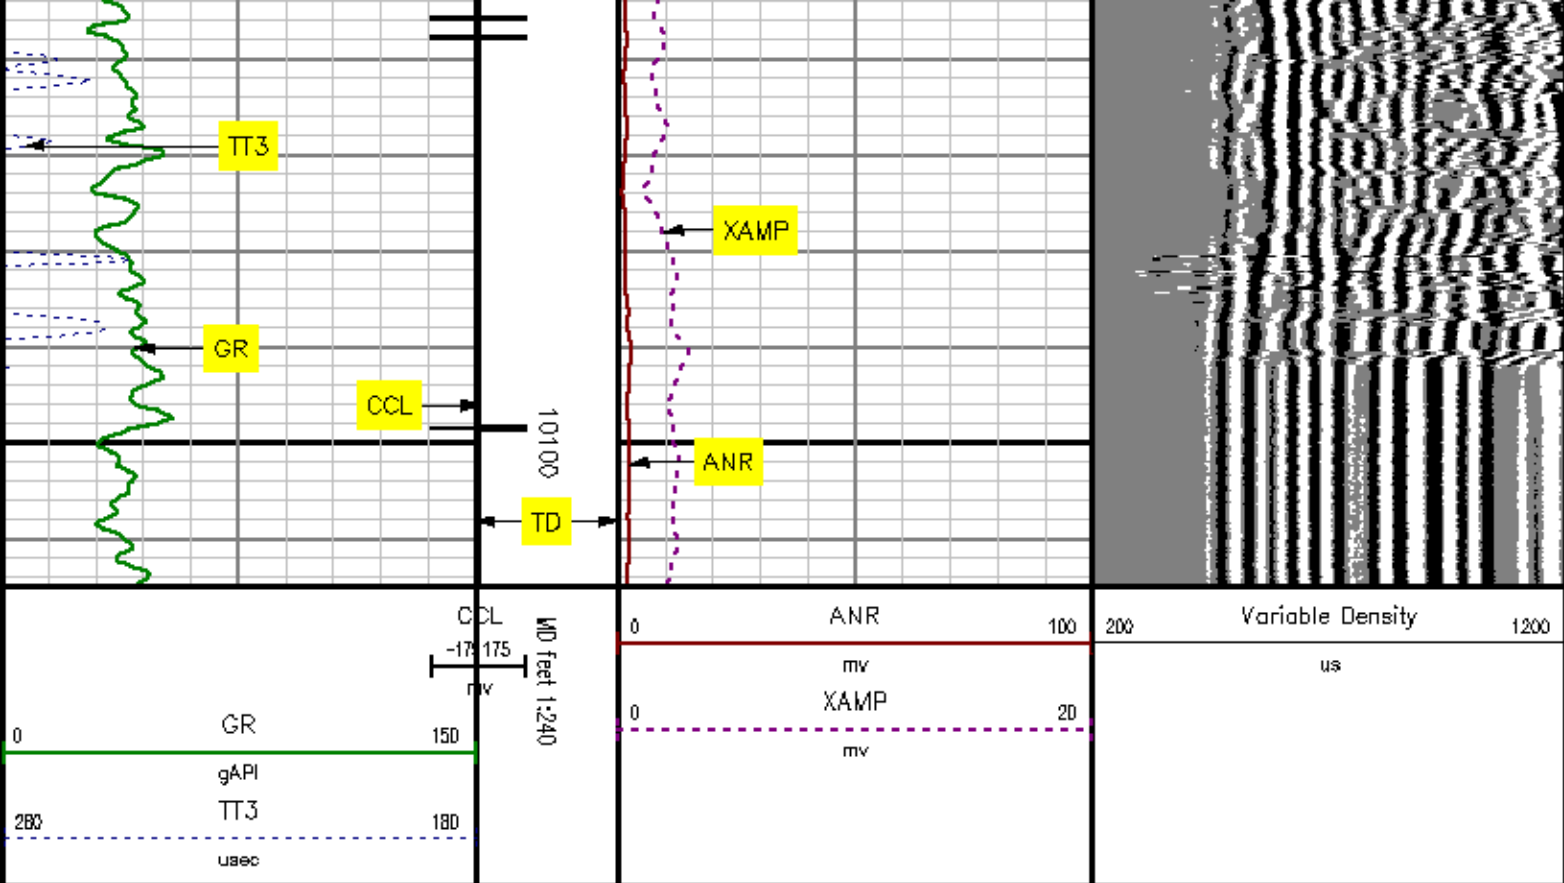 TT3
XAMP
GR
CCL
10100
ANR
TD
CCL
-175 175
mv
MD feet 1:240
GR
0 150
gAPI
TT3
280 180
usec
ANR
0 100
mv
XAMP
0 20
mv
Variable Density
200 1200
us